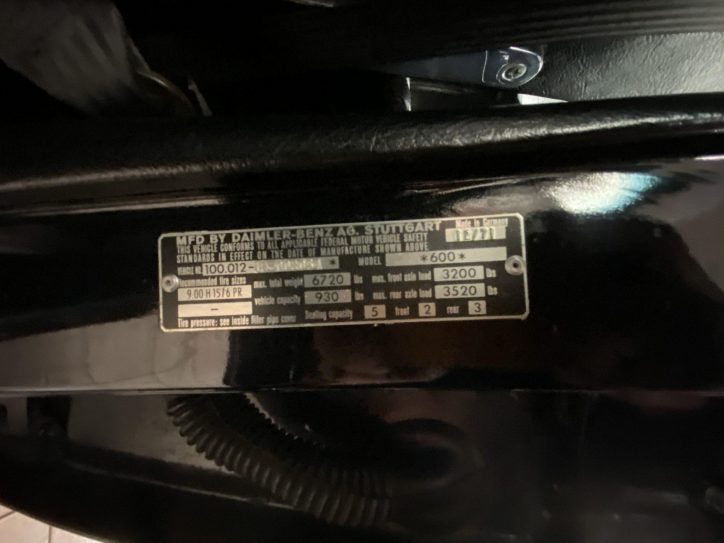 MFD BY DAIMLER-BENZ AG. STUTTGART Made in Germany
THIS VEHICLE CONFORMS TO ALL APPLICABLE FEDERAL MOTOR VEHICLE SAFETY
STANDARDS IN EFFECT ON THE DATE OF MANUFACTURE SHOWN ABOVE
100.012- * MODEL *600*
Recommended tire sizes max. total weight 6720 lbs max. front axle load 3200 lbs
9.00 H 15/6 PR vehicle capacity 930 lbs max. rear axle load 3520 lbs
– Seating capacity 5 front 2 rear 3
Tire pressure: see inside filler pipe cover